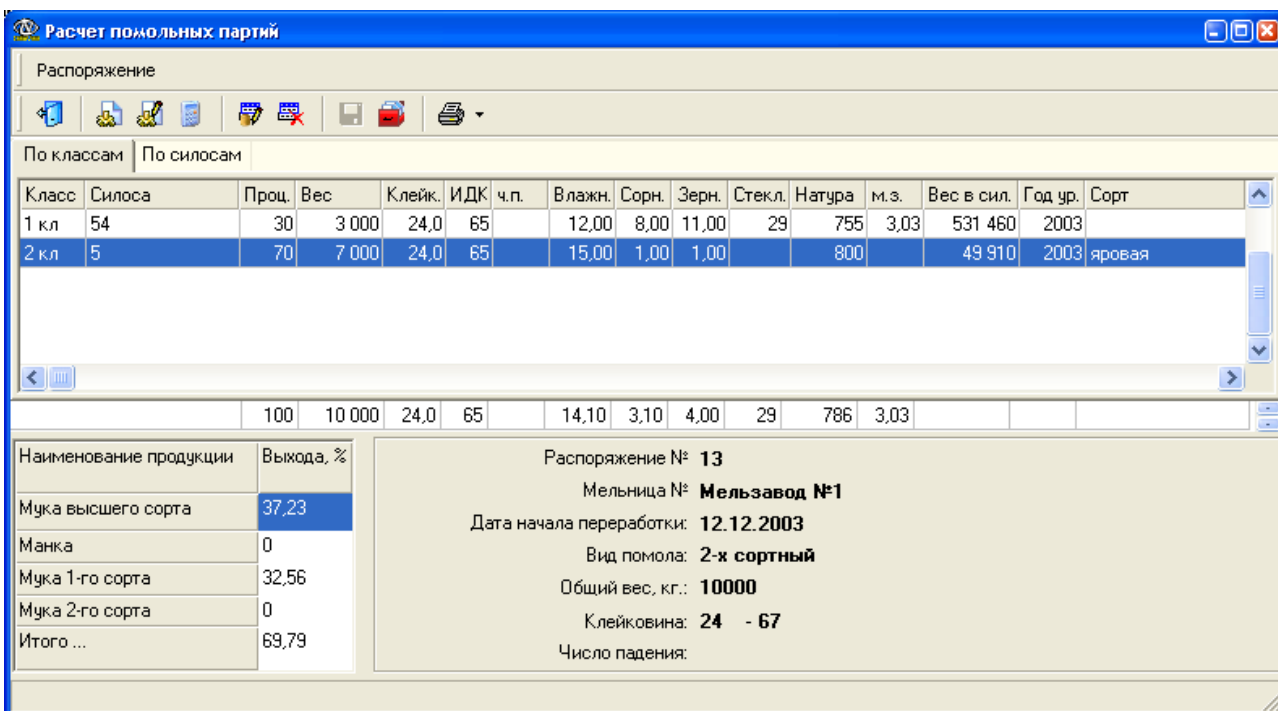 Расчет помольных партий
Распоряжение
По классам По силосам
Класс Силоса Проц. Вес Клейк. ИДК ч.п. Влажн. Сорн. Зерн. Стекл. Натура м.з. Вес в сил. Год ур. Сорт
1 кл 54 30 3 000 24,0 65 12,00 8,00 11,00 29 755 3,03 531 460 2003
2 кл 5 70 7 000 24,0 65 15,00 1,00 1,00 800 49 910 2003 яровая
100 10 000 24,0 65 14,10 3,10 4,00 29 786 3,03
Наименование продукции Выхода, %
Мука высшего сорта 37,23
Манка 0
Мука 1-го сорта 32,56
Мука 2-го сорта 0
Итого ... 69,79
Распоряжение № 13
Мельница № Мельзавод №1
Дата начала переработки: 12.12.2003
Вид помола: 2-х сортный
Общий вес, кг.: 10000
Клейковина: 24 - 67
Число падения: